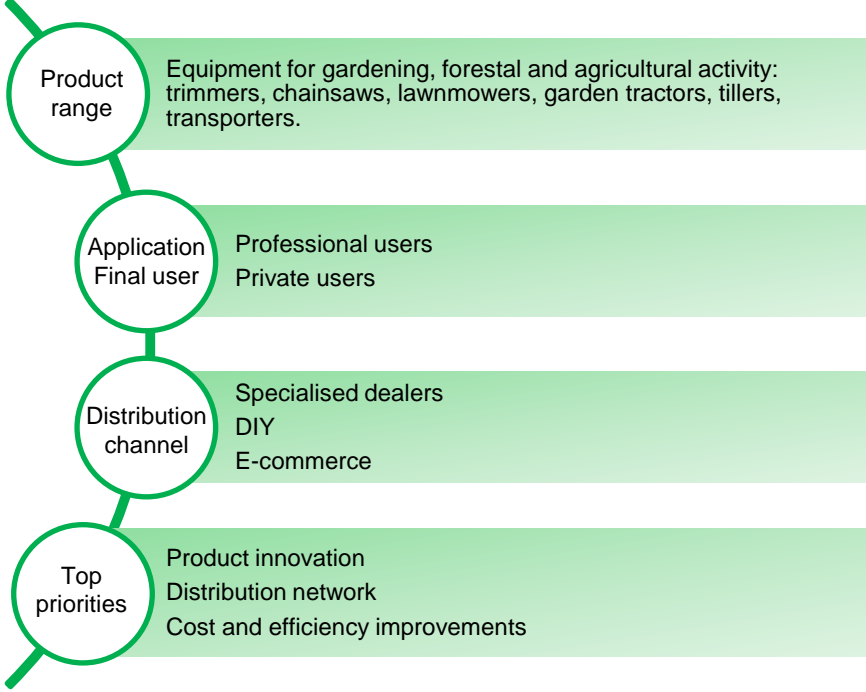 Product
range
Equipment for gardening, forestal and agricultural activity:
trimmers, chainsaws, lawnmowers, garden tractors, tillers,
transporters.
Application
Final user
Professional users
Private users
Distribution
channel
Specialised dealers
DIY
E-commerce
Top
priorities
Product innovation
Distribution network
Cost and efficiency improvements